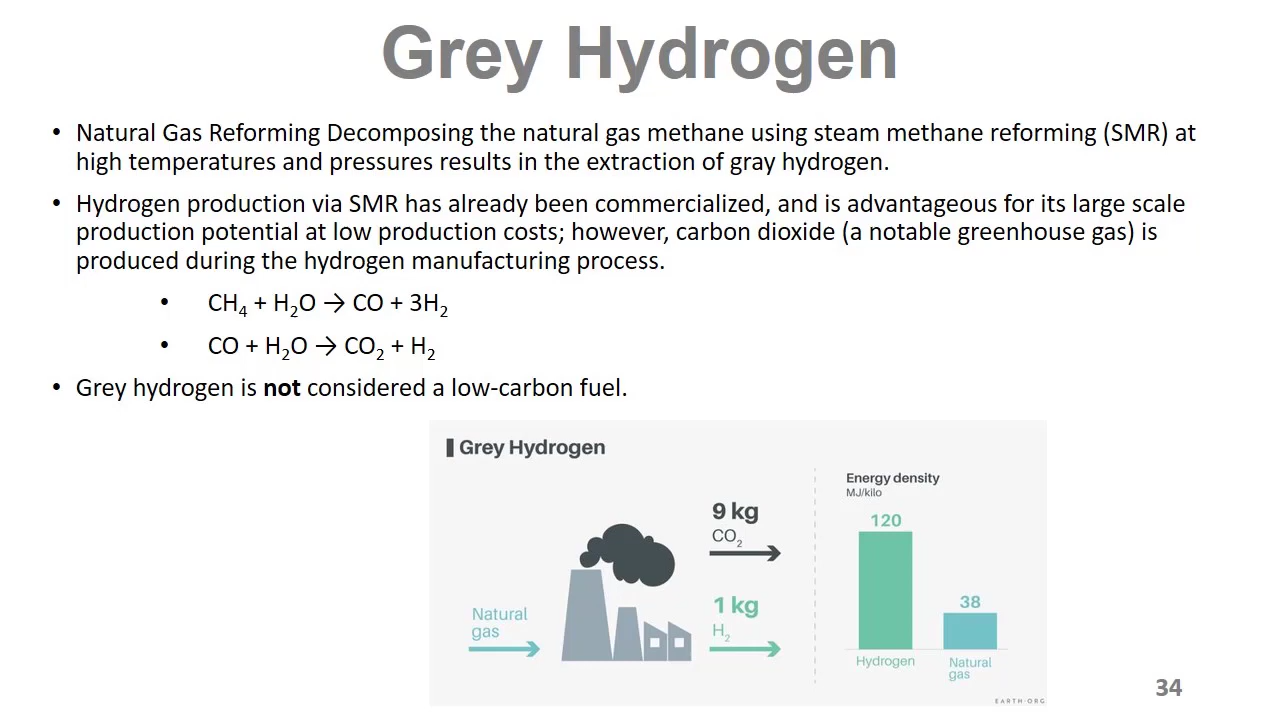 Grey Hydrogen
• Natural Gas Reforming Decomposing the natural gas methane using steam methane reforming (SMR) at
high temperatures and pressures results in the extraction of gray hydrogen.
• Hydrogen production via SMR has already been commercialized, and is advantageous for its large scale
production potential at low production costs; however, carbon dioxide (a notable greenhouse gas) is
produced during the hydrogen manufacturing process.
• CH₄ + H₂O → CO + 3H₂
• CO + H₂O → CO₂ + H₂
• Grey hydrogen is not considered a low-carbon fuel.
Grey Hydrogen
Natural
gas
9 kg
CO₂
1 kg
H₂
Energy density
MJ/kilo
120
38
Hydrogen
Natural
gas
EARTH.ORG
34